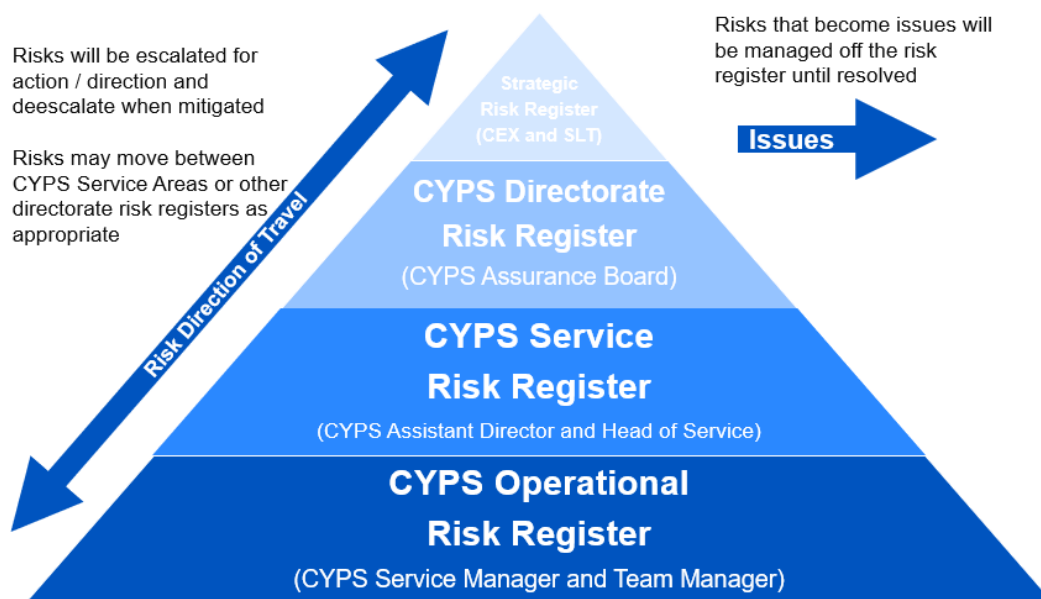 Risks will be escalated for
action / direction and
deescalate when mitigated
Risks may move between
CYPS Service Areas or other
directorate risk registers as
appropriate
Risk Direction of Travel
Strategic
Risk Register
(CEX and SLT)
CYPS Directorate
Risk Register
(CYPS Assurance Board)
CYPS Service
Risk Register
(CYPS Assistant Director and Head of Service)
CYPS Operational
Risk Register
(CYPS Service Manager and Team Manager)
Risks that become issues will
be managed off the risk
register until resolved
Issues